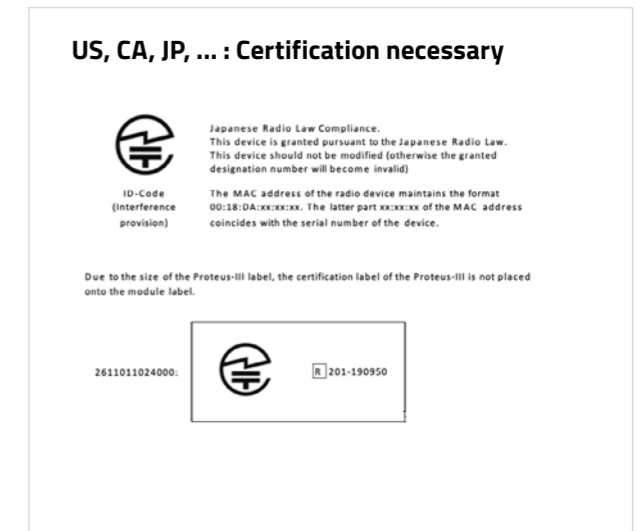 US, CA, JP, ... : Certification necessary
Japanese Radio Law Compliance.
This device is granted pursuant to the Japanese Radio Law.
This device should not be modified (otherwise the granted
designation number will become invalid)
ID-Code
(Interference
provision)
The MAC address of the radio device maintains the format
00:18:DA:xx:xx:xx. The latter part xx:xx:xx of the MAC address
coincides with the serial number of the device.
Due to the size of the Proteus-III label, the certification label of the Proteus-III is not placed
onto the module label.
2611011024000:
R 201-190950